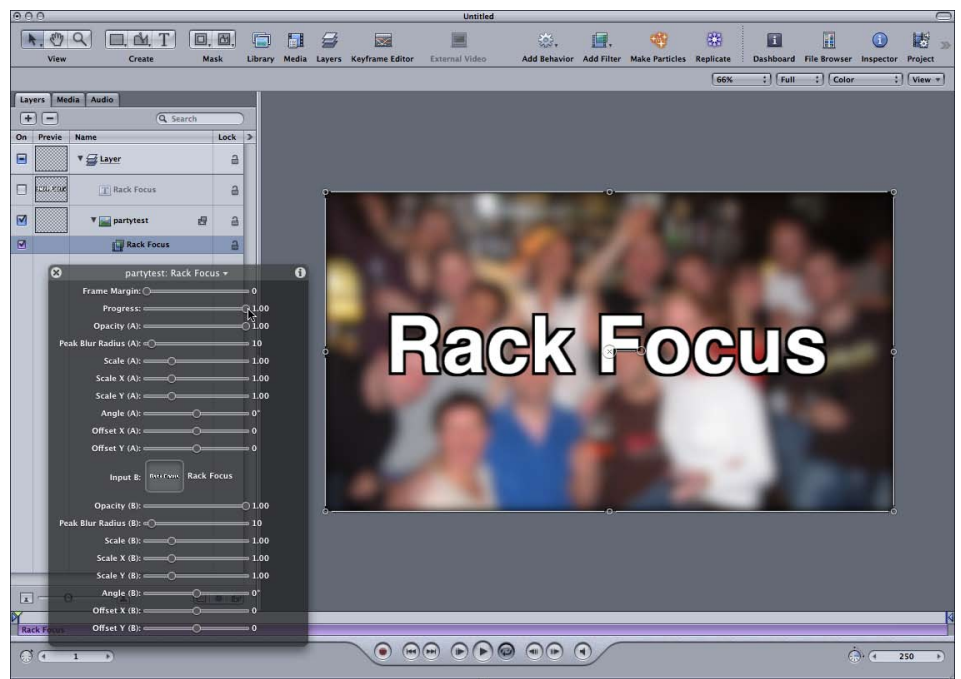 Untitled
View Create Mask Library Media Layers Keyframe Editor External Video Add Behavior Add Filter Make Particles Replicate Dashboard File Browser Inspector Project
66% Full Color View
Layers Media Audio
Search
On Previe Name Lock
Layer
Rack Focus
partytest
Rack Focus
partytest: Rack Focus
Frame Margin: 0
Progress: 1.00
Opacity (A): 1.00
Peak Blur Radius (A): 10
Scale (A): 1.00
Scale X (A): 1.00
Scale Y (A): 1.00
Angle (A): 0°
Offset X (A): 0
Offset Y (A): 0
Input B: Rack Focus Rack Focus
Opacity (B): 1.00
Peak Blur Radius (B): 10
Scale (B): 1.00
Scale X (B): 1.00
Scale Y (B): 1.00
Angle (B): 0°
Offset X (B): 0
Offset Y (B): 0
Rack Focus
Rack Focus
1
250